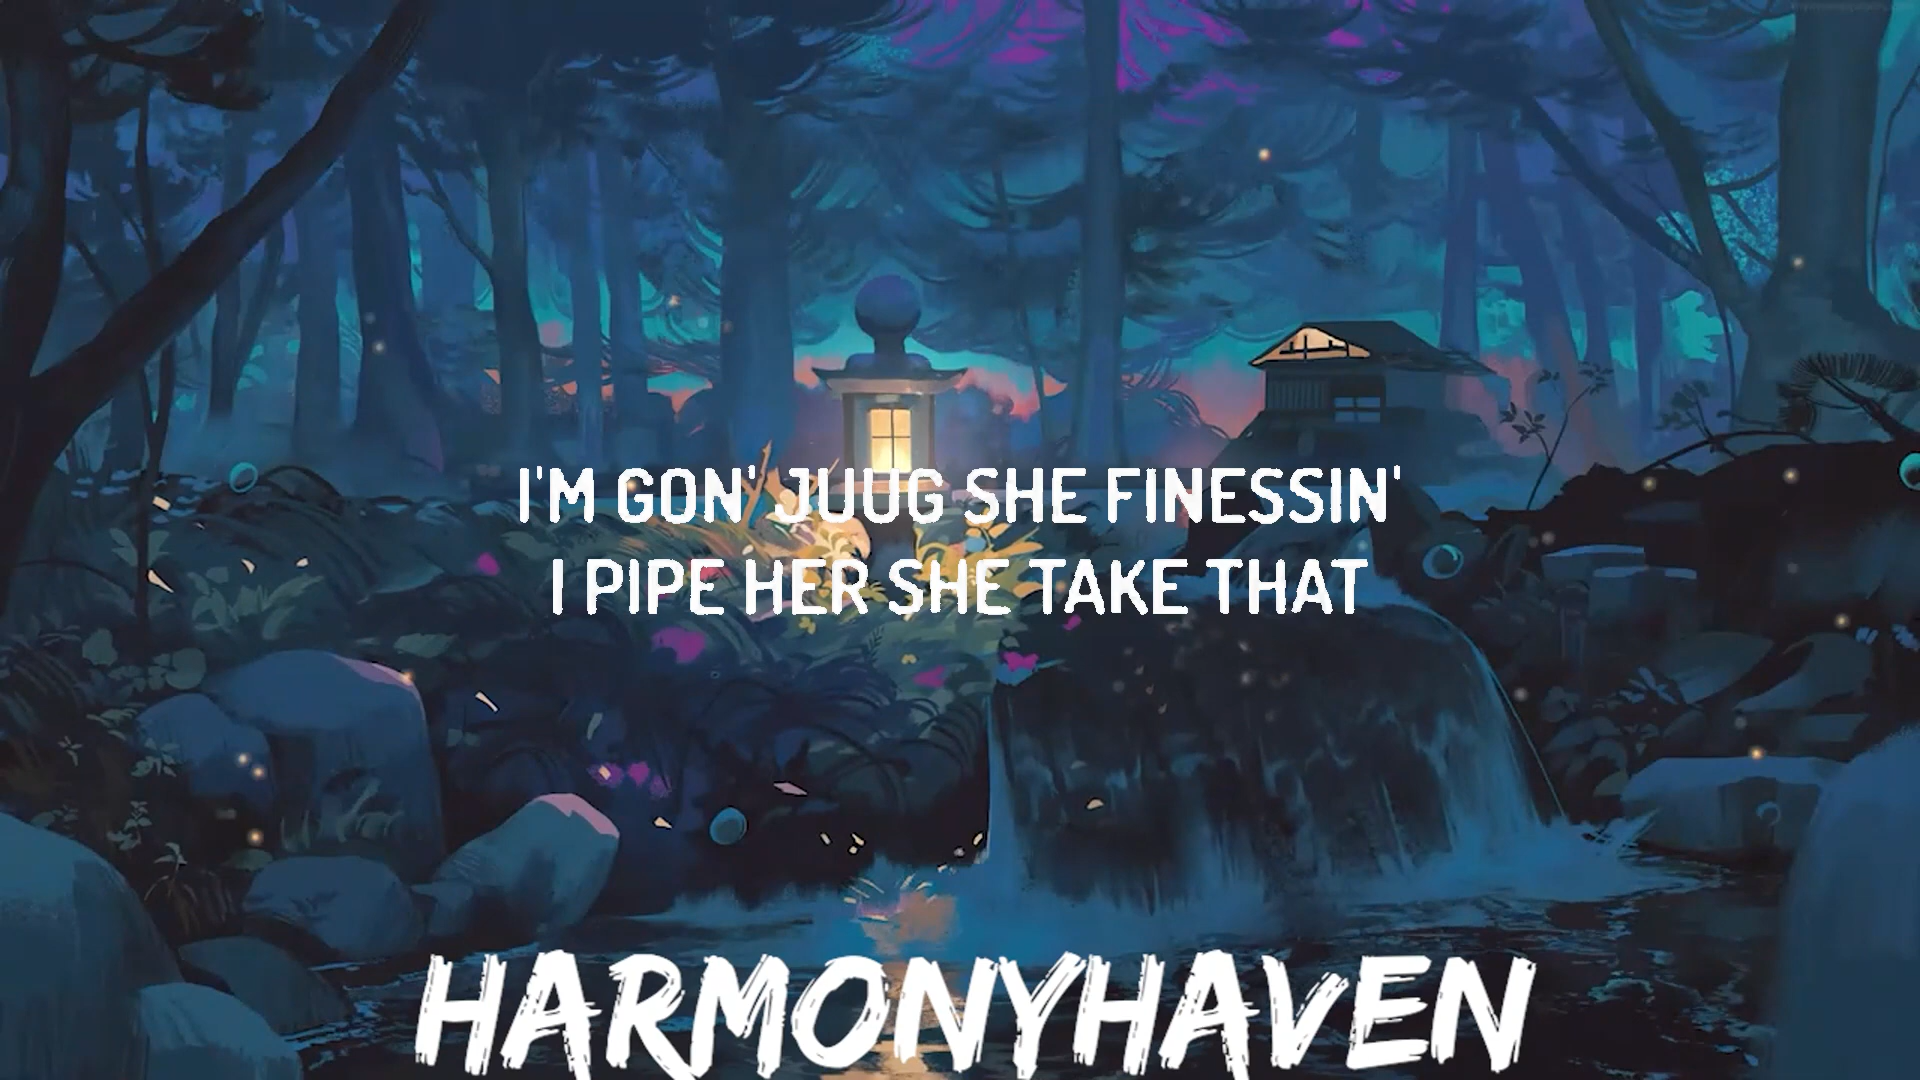 I'M GON' JUUG SHE FINESSIN'
I PIPE HER SHE TAKE THAT
HARMONYHAVEN